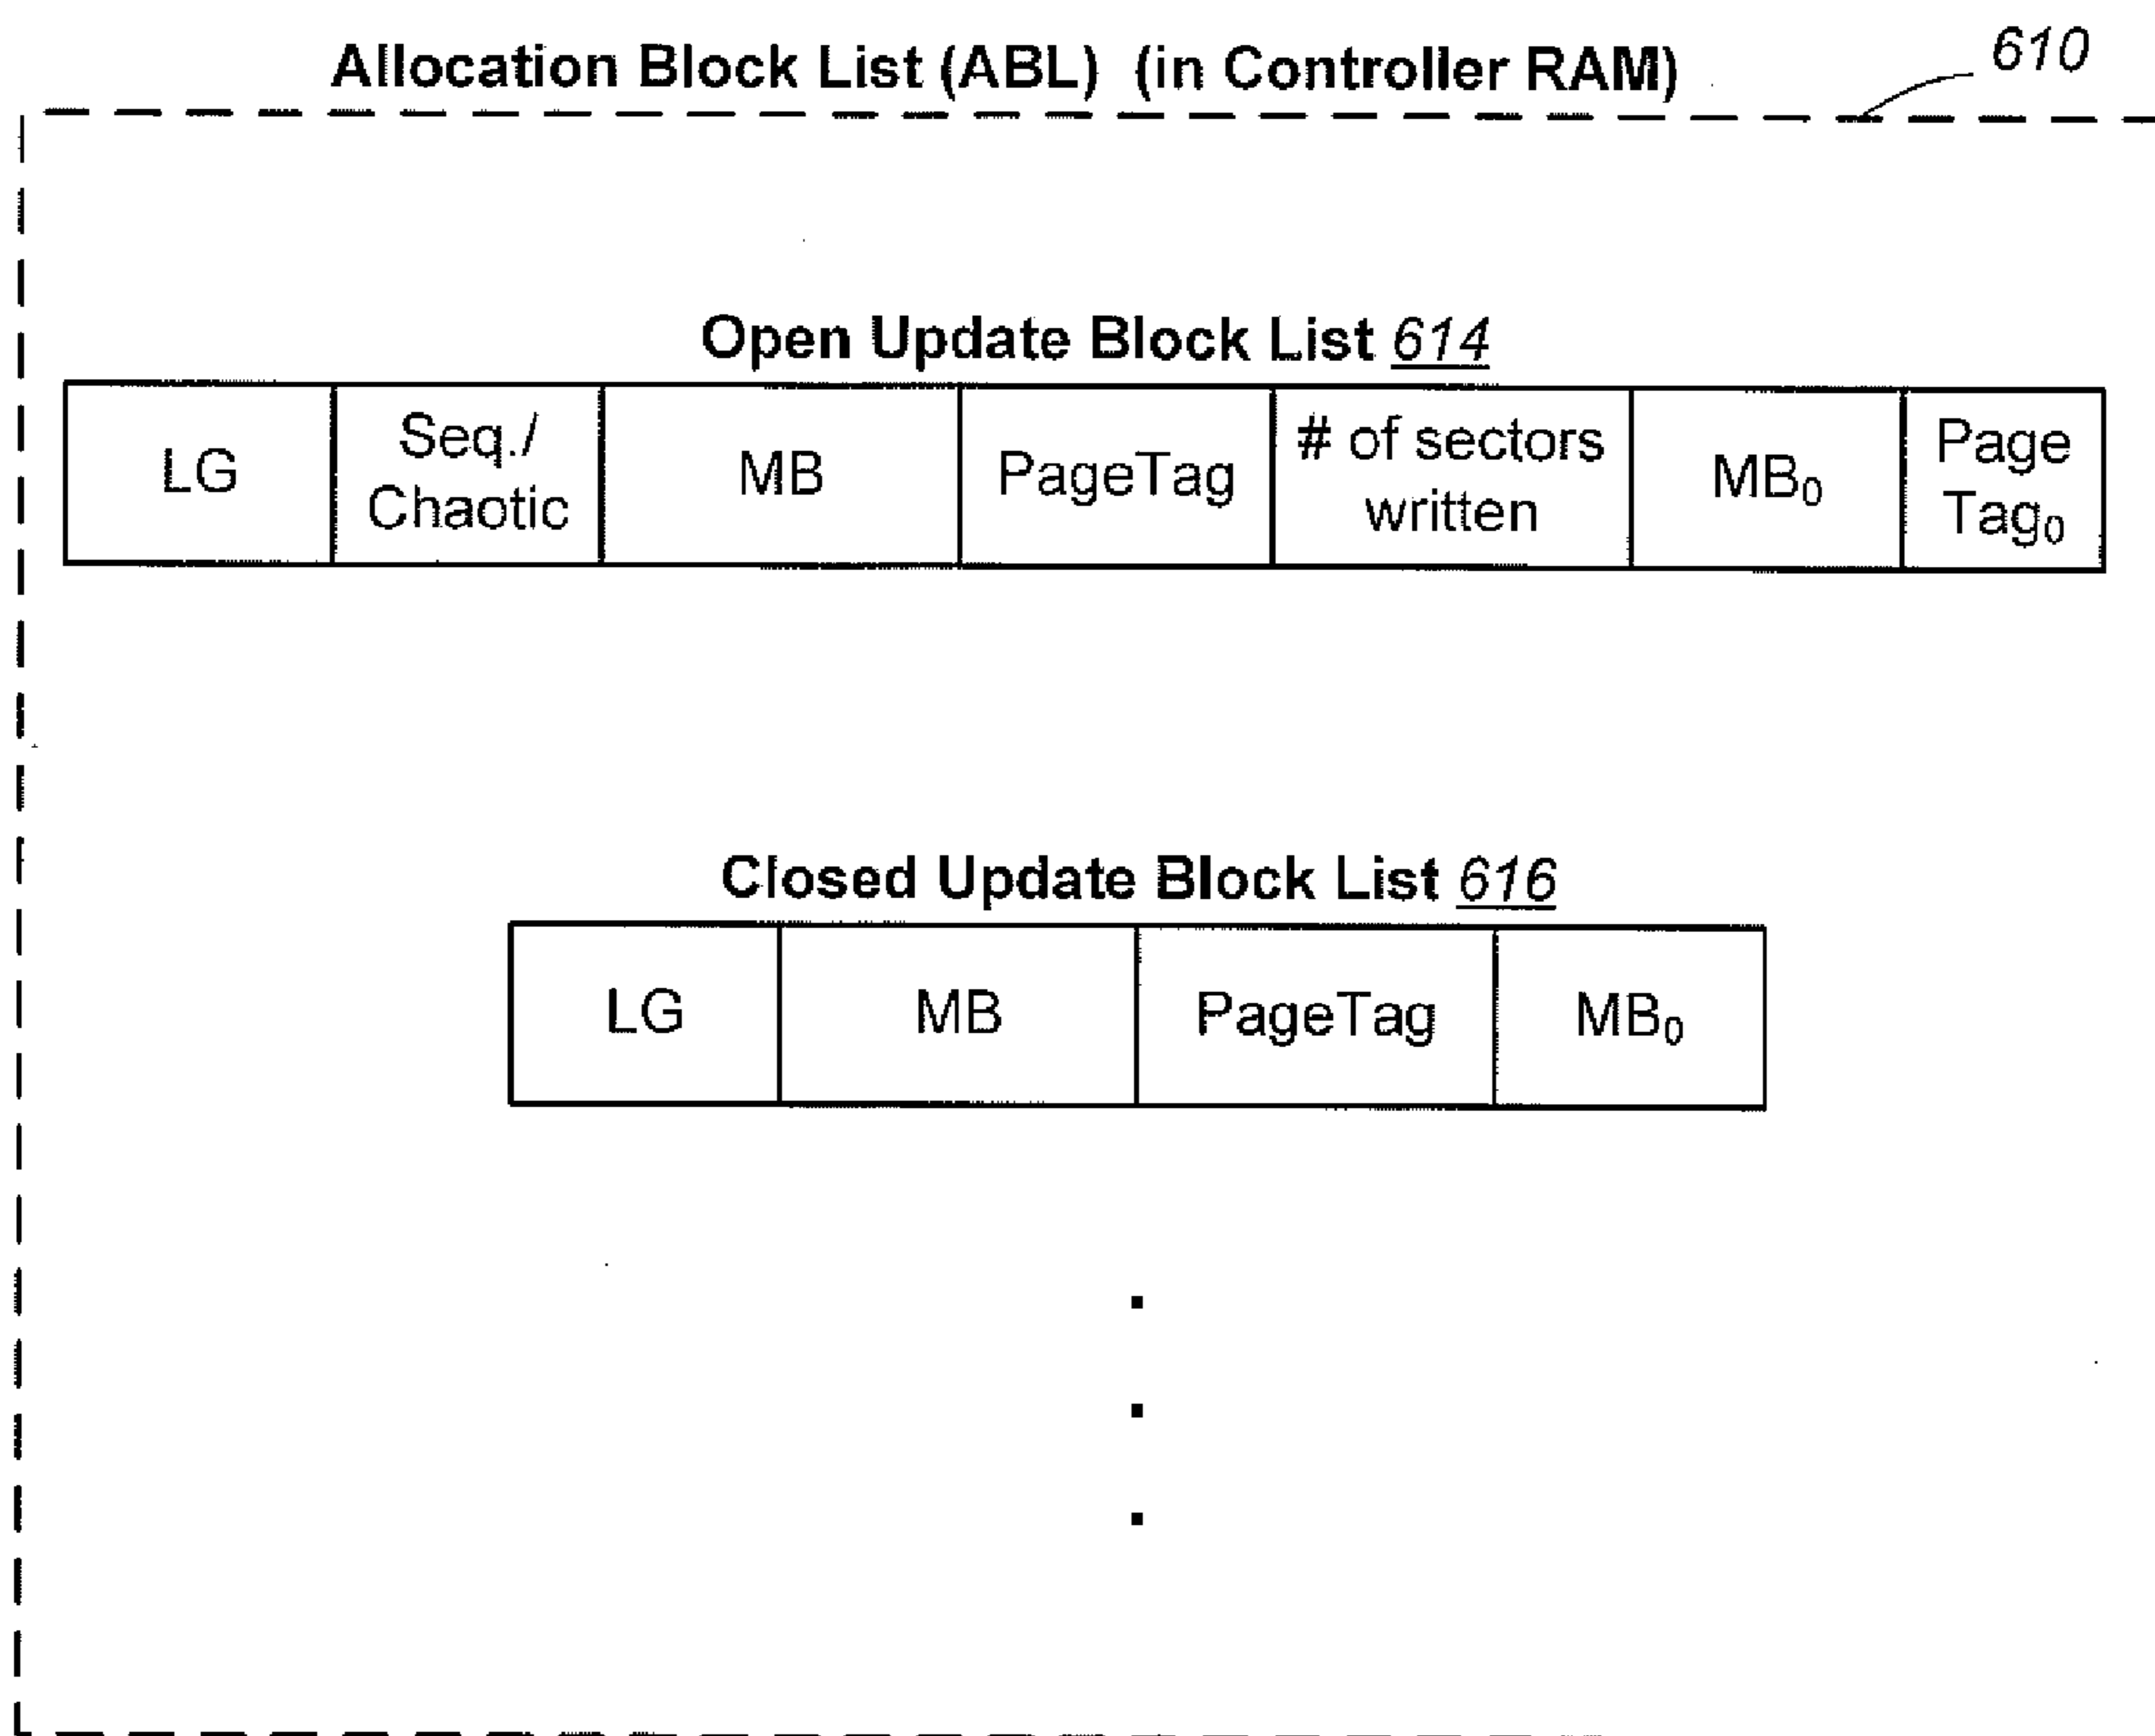 Allocation Block List (ABL) (in Controller RAM)
610
Open Update Block List 614
LG
Seq./
Chaotic
MB
PageTag
# of sectors
written
MB₀
Page
Tag₀
Closed Update Block List 616
LG
MB
PageTag
MB₀